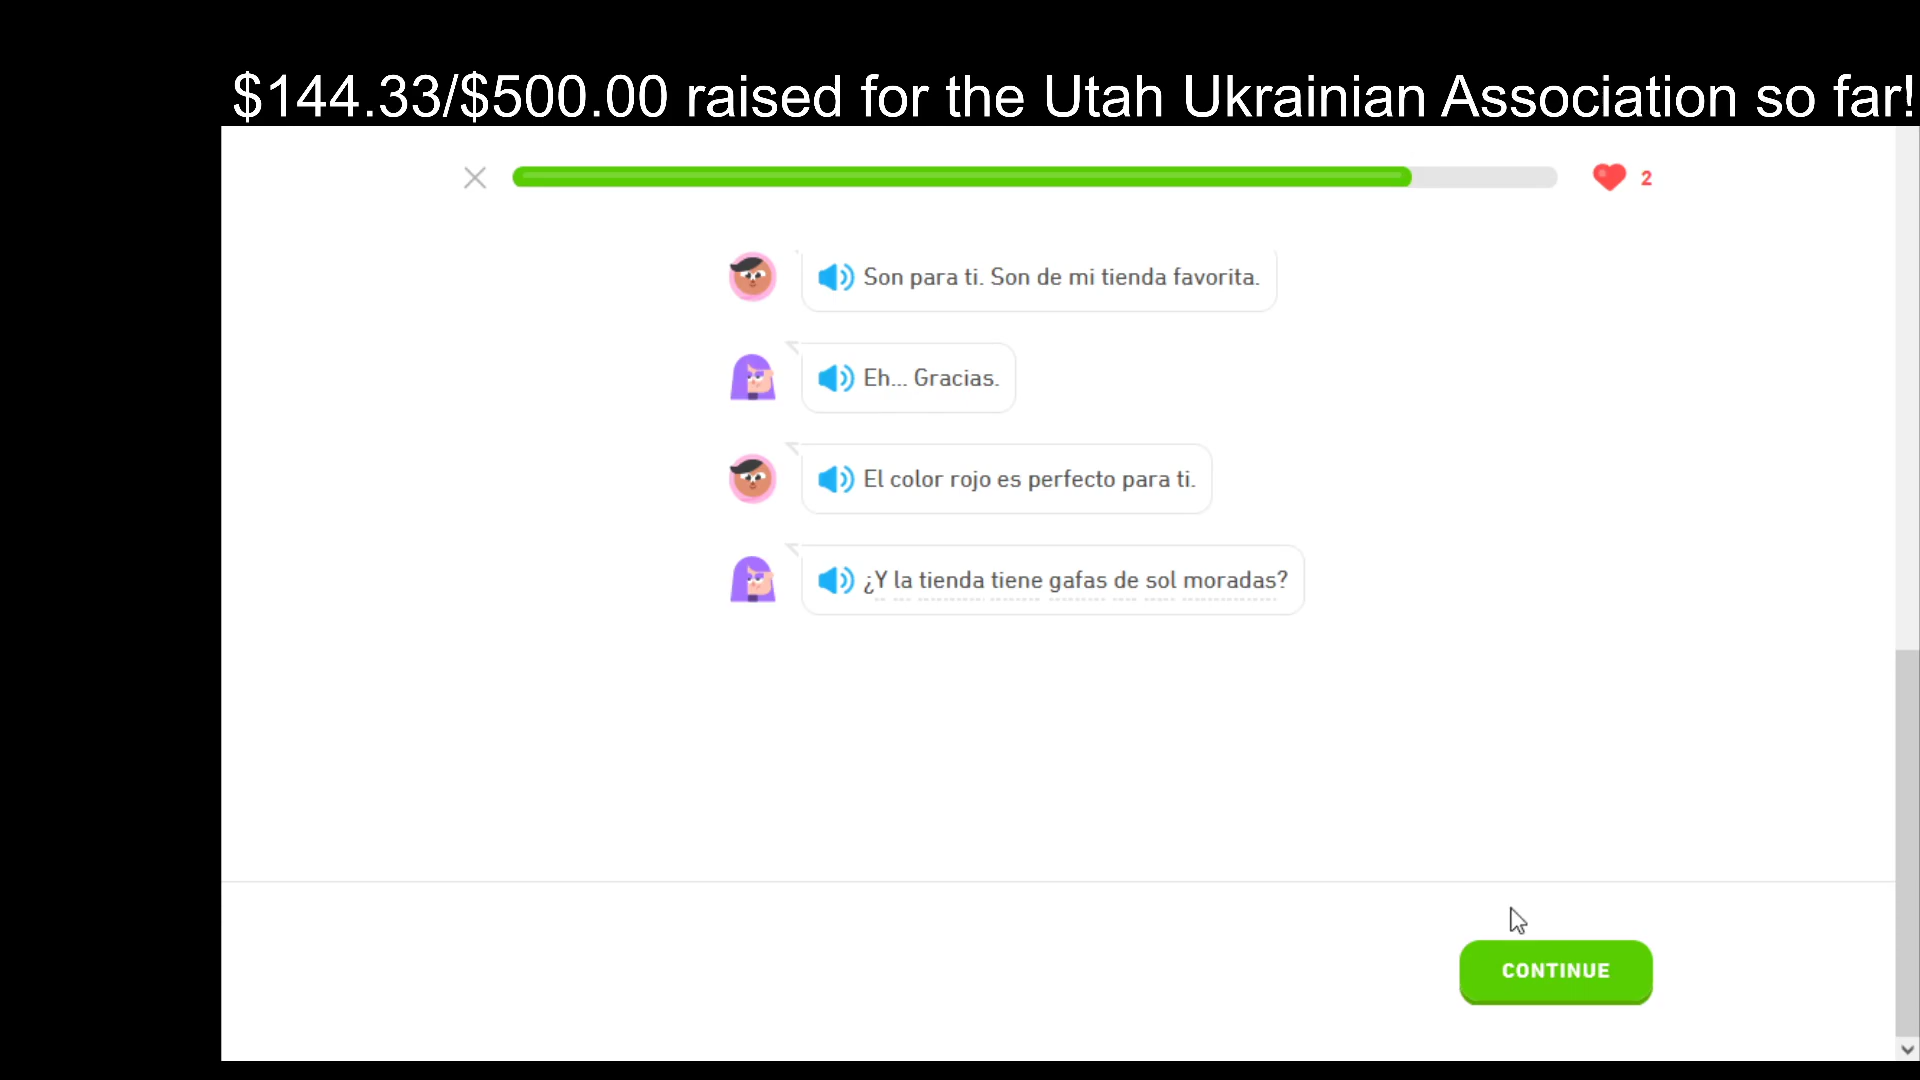 $144.33/$500.00 raised for the Utah Ukrainian Association so far!
2
Son para ti. Son de mi tienda favorita.
Eh... Gracias.
El color rojo es perfecto para ti.
¿Y la tienda tiene gafas de sol moradas?
CONTINUE